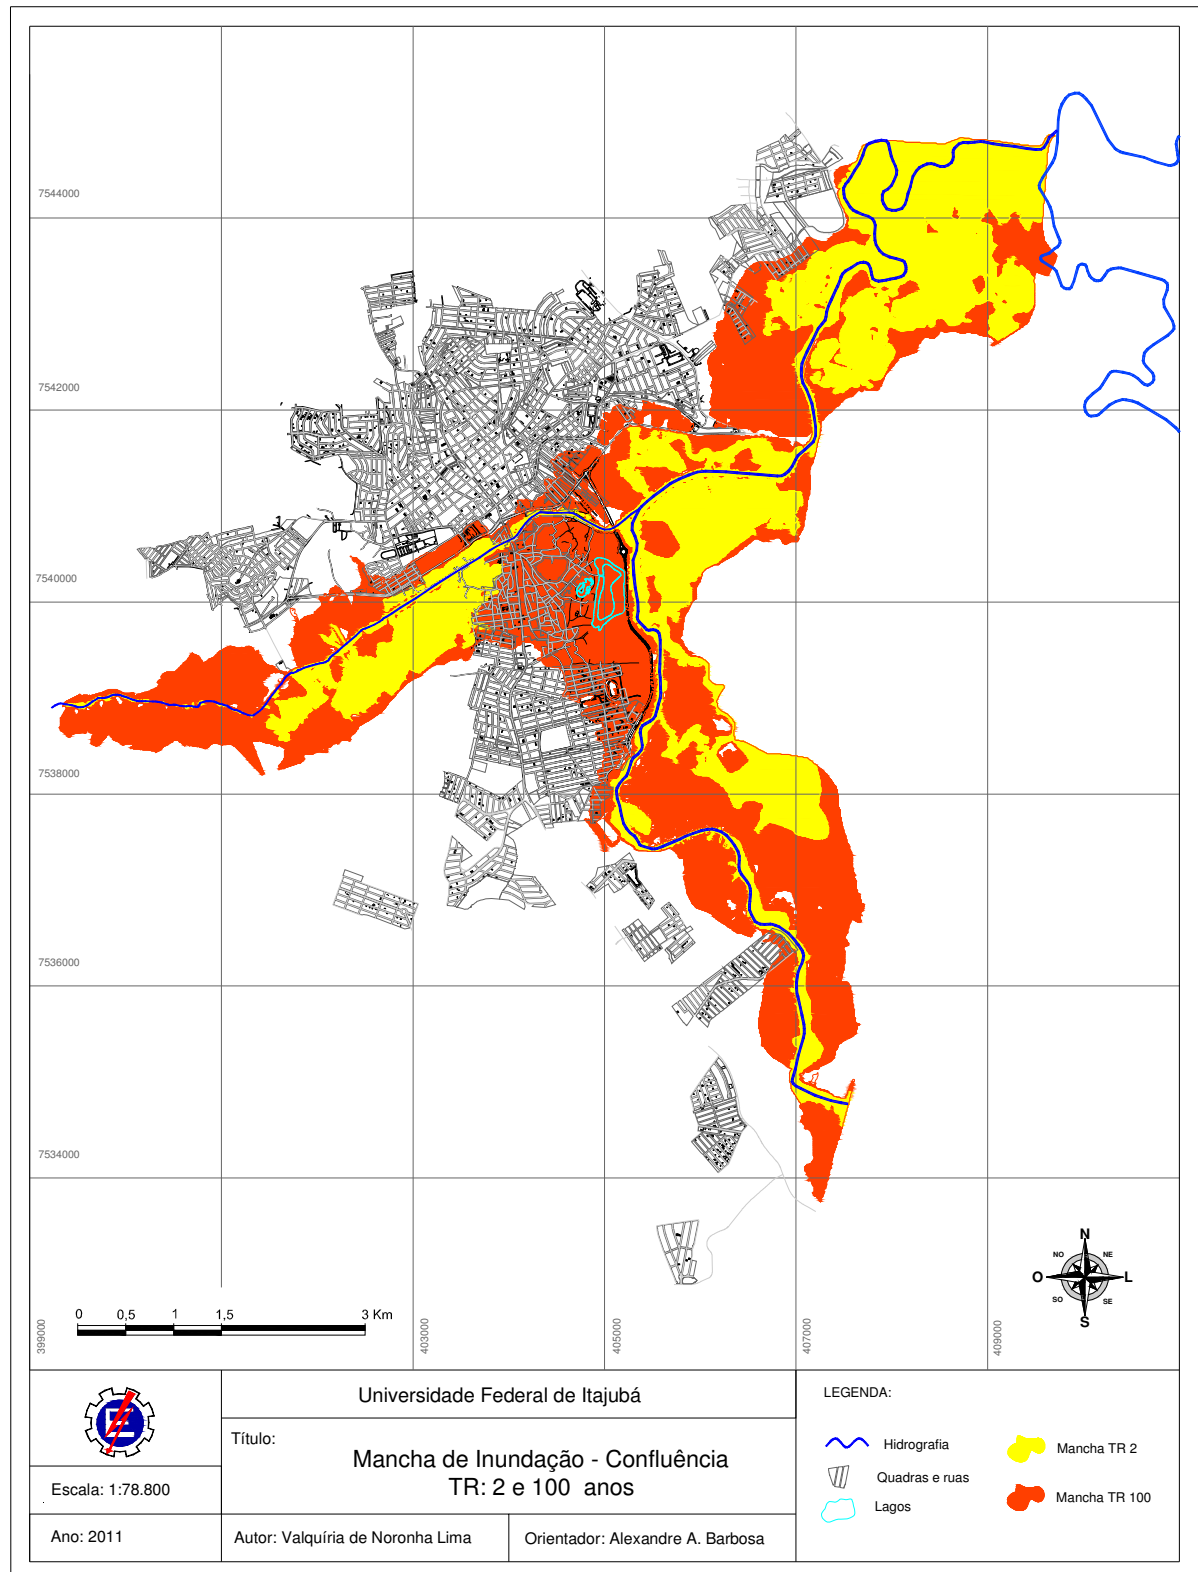 7544000
7542000
7540000
7538000
7536000
7534000
N
NO
NE
O
L
SO
SE
S
0
0,5
1
1,5
3 Km
399000
403000
405000
407000
409000
Universidade Federal de Itajubá
Título:
Mancha de Inundação - Confluência
TR: 2 e 100 anos
Escala: 1:78.800
Ano: 2011
Autor: Valquíria de Noronha Lima
Orientador: Alexandre A. Barbosa
LEGENDA:
Hidrografia
Quadras e ruas
Lagos
Mancha TR 2
Mancha TR 100